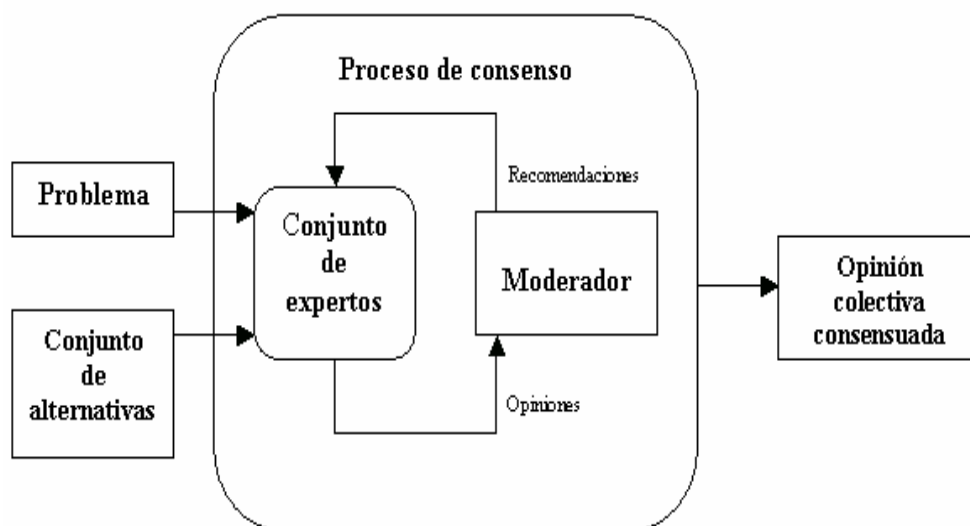 Proceso de consenso
Recomendaciones
Problema
Conjunto
de
expertos
Moderador
Opinión
colectiva
consensuada
Conjunto
de
alternativas
Opiniones